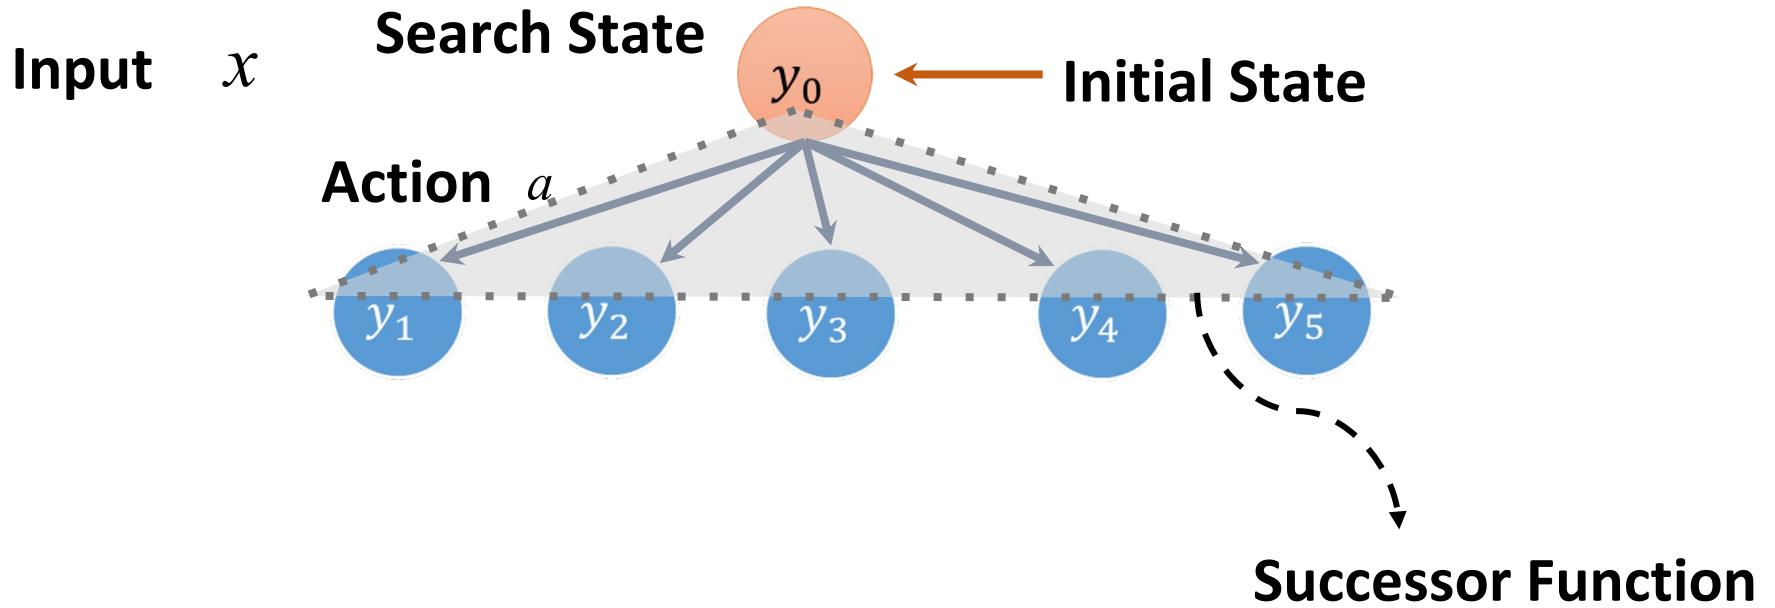 Search State
Input x
y₀
Initial State
Action a
y₁ y₂ y₃ y₄ y₅
Successor Function